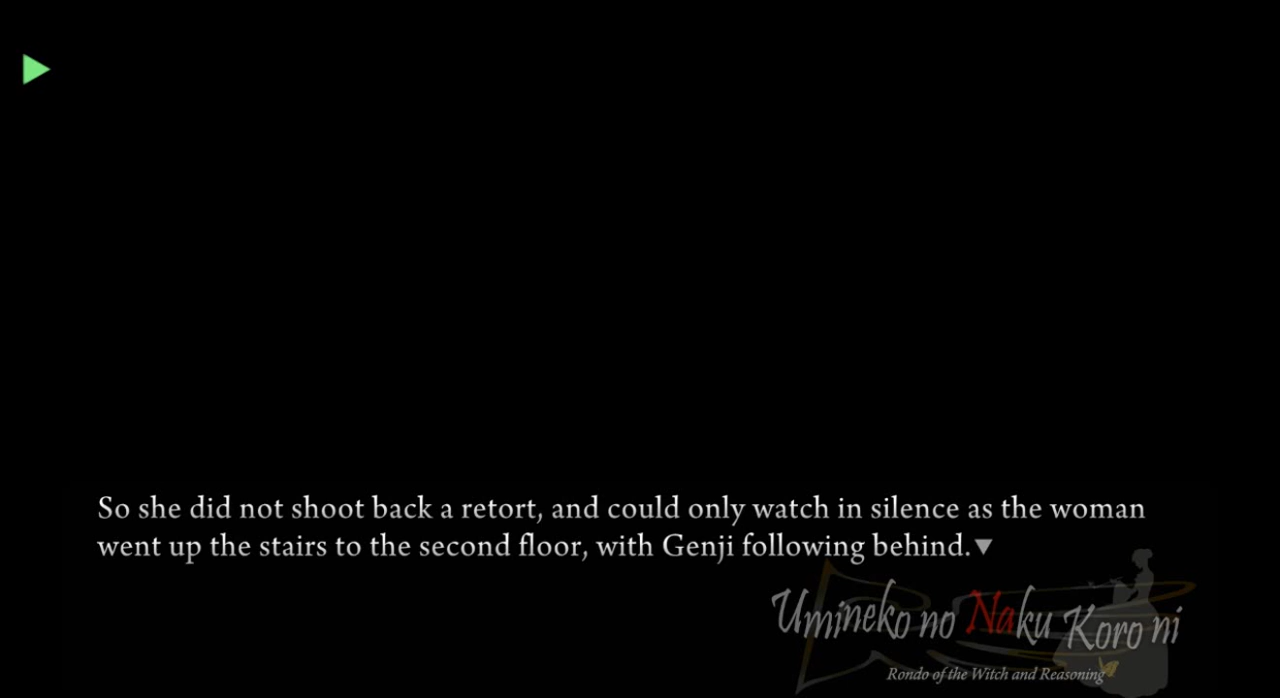 So she did not shoot back a retort, and could only watch in silence as the woman
went up the stairs to the second floor, with Genji following behind.
Umineko no Naku Koro ni
Rondo of the Witch and Reasoning